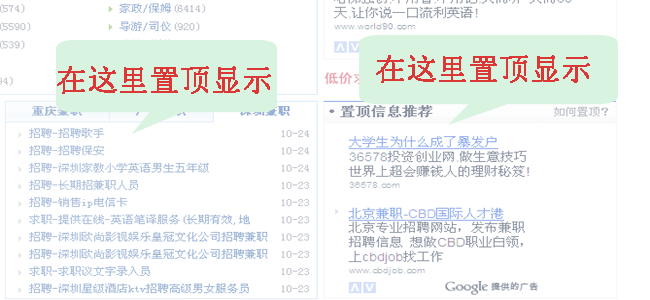 (574)
家政/保姆 (6414)
(5590)
导游/司仪 (920)
(539)
天,让你说一口流利英语!
www.world90.com
在这里置顶显示
在这里置顶显示
重庆兼职
深圳兼职
招聘-招聘歌手 10-24
招聘-招聘保安 10-24
招聘-深圳家教小学英语男生五年级 10-24
招聘-长期招兼职人员 10-23
招聘-销售ip电信卡 10-23
求职-提供在线-英语笔译服务(长期有效,地
招聘-深圳欧尚影视娱乐皇冠文化公司招聘兼职 10-23
招聘-深圳欧尚影视娱乐皇冠文化公司招聘兼职 10-23
求职-求职议文字录入员 10-23
招聘-深圳星级酒店ktv招聘高级男女服务员 10-23
• 置顶信息推荐 如何置顶?
大学生为什么成了暴发户
36578投资创业网,做生意技巧
世界上超会赚钱人的理财秘笈!
36578.com
北京兼职-CBD国际人才港
北京专业招聘网站，发布兼职
招聘信息 想做CBD职业白领，
上cbdjob找工作
www.cbdjob.com
Google 提供的广告